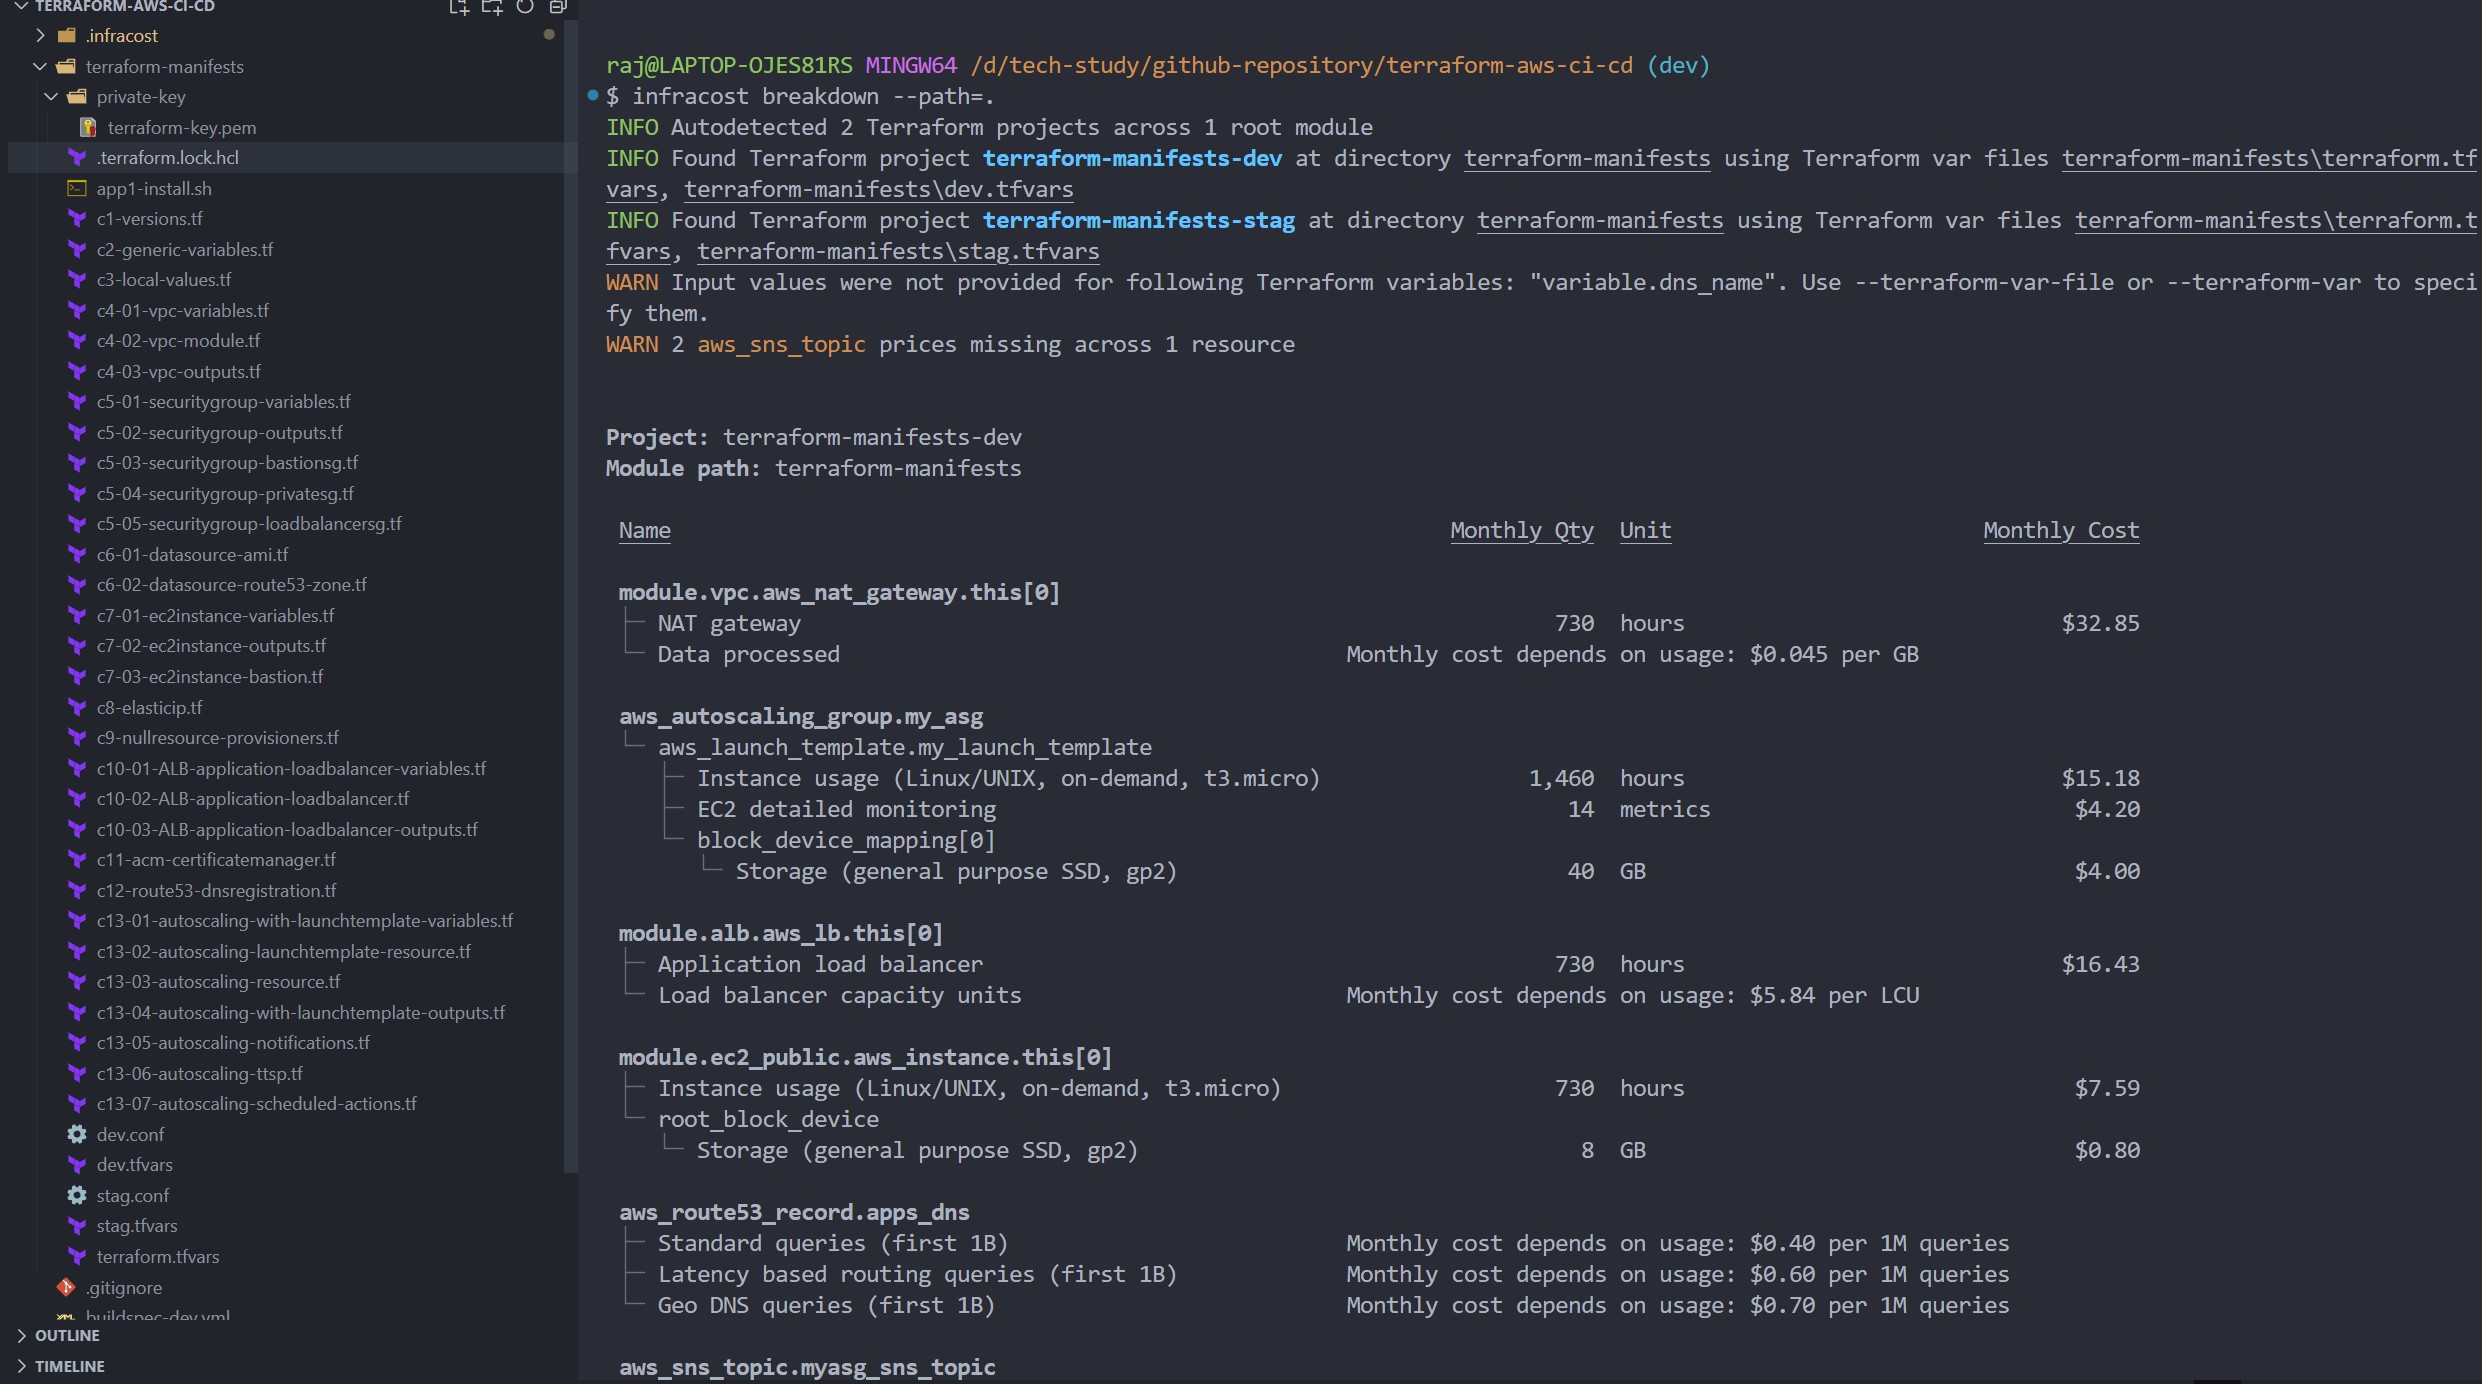 TERRAFORM-AWS-CI-CD
.infracost
terraform-manifests
private-key
terraform-key.pem
.terraform.lock.hcl
app1-install.sh
c1-versions.tf
c2-generic-variables.tf
c3-local-values.tf
c4-01-vpc-variables.tf
c4-02-vpc-module.tf
c4-03-vpc-outputs.tf
c5-01-securitygroup-variables.tf
c5-02-securitygroup-outputs.tf
c5-03-securitygroup-bastionsg.tf
c5-04-securitygroup-privatesg.tf
c5-05-securitygroup-loadbalancersg.tf
c6-01-datasource-ami.tf
c6-02-datasource-route53-zone.tf
c7-01-ec2instance-variables.tf
c7-02-ec2instance-outputs.tf
c7-03-ec2instance-bastion.tf
c8-elasticip.tf
c9-nullresource-provisioners.tf
c10-01-ALB-application-loadbalancer-variables.tf
c10-02-ALB-application-loadbalancer.tf
c10-03-ALB-application-loadbalancer-outputs.tf
c11-acm-certificatemanager.tf
c12-route53-dnsregistration.tf
c13-01-autoscaling-with-launchtemplate-variables.tf
c13-02-autoscaling-launchtemplate-resource.tf
c13-03-autoscaling-resource.tf
c13-04-autoscaling-with-launchtemplate-outputs.tf
c13-05-autoscaling-notifications.tf
c13-06-autoscaling-ttsp.tf
c13-07-autoscaling-scheduled-actions.tf
dev.conf
dev.tfvars
stag.conf
stag.tfvars
terraform.tfvars
.gitignore
buildspec-dev.yml
OUTLINE
TIMELINE
raj@LAPTOP-OJES81RS MINGW64 /d/tech-study/github-repository/terraform-aws-ci-cd (dev)
$ infracost breakdown --path=.
INFO Autodetected 2 Terraform projects across 1 root module
INFO Found Terraform project terraform-manifests-dev at directory terraform-manifests using Terraform var files terraform-manifests\terraform.tf
vars, terraform-manifests\dev.tfvars
INFO Found Terraform project terraform-manifests-stag at directory terraform-manifests using Terraform var files terraform-manifests\terraform.t
fvars, terraform-manifests\stag.tfvars
WARN Input values were not provided for following Terraform variables: "variable.dns_name". Use --terraform-var-file or --terraform-var to speci
fy them.
WARN 2 aws_sns_topic prices missing across 1 resource
Project: terraform-manifests-dev
Module path: terraform-manifests
Name Monthly Qty Unit Monthly Cost
module.vpc.aws_nat_gateway.this[0]
├─ NAT gateway 730 hours $32.85
└─ Data processed Monthly cost depends on usage: $0.045 per GB
aws_autoscaling_group.my_asg
└─ aws_launch_template.my_launch_template
├─ Instance usage (Linux/UNIX, on-demand, t3.micro) 1,460 hours $15.18
├─ EC2 detailed monitoring 14 metrics $4.20
└─ block_device_mapping[0]
└─ Storage (general purpose SSD, gp2) 40 GB $4.00
module.alb.aws_lb.this[0]
├─ Application load balancer 730 hours $16.43
└─ Load balancer capacity units Monthly cost depends on usage: $5.84 per LCU
module.ec2_public.aws_instance.this[0]
├─ Instance usage (Linux/UNIX, on-demand, t3.micro) 730 hours $7.59
└─ root_block_device
└─ Storage (general purpose SSD, gp2) 8 GB $0.80
aws_route53_record.apps_dns
├─ Standard queries (first 1B) Monthly cost depends on usage: $0.40 per 1M queries
├─ Latency based routing queries (first 1B) Monthly cost depends on usage: $0.60 per 1M queries
└─ Geo DNS queries (first 1B) Monthly cost depends on usage: $0.70 per 1M queries
aws_sns_topic.myasg_sns_topic